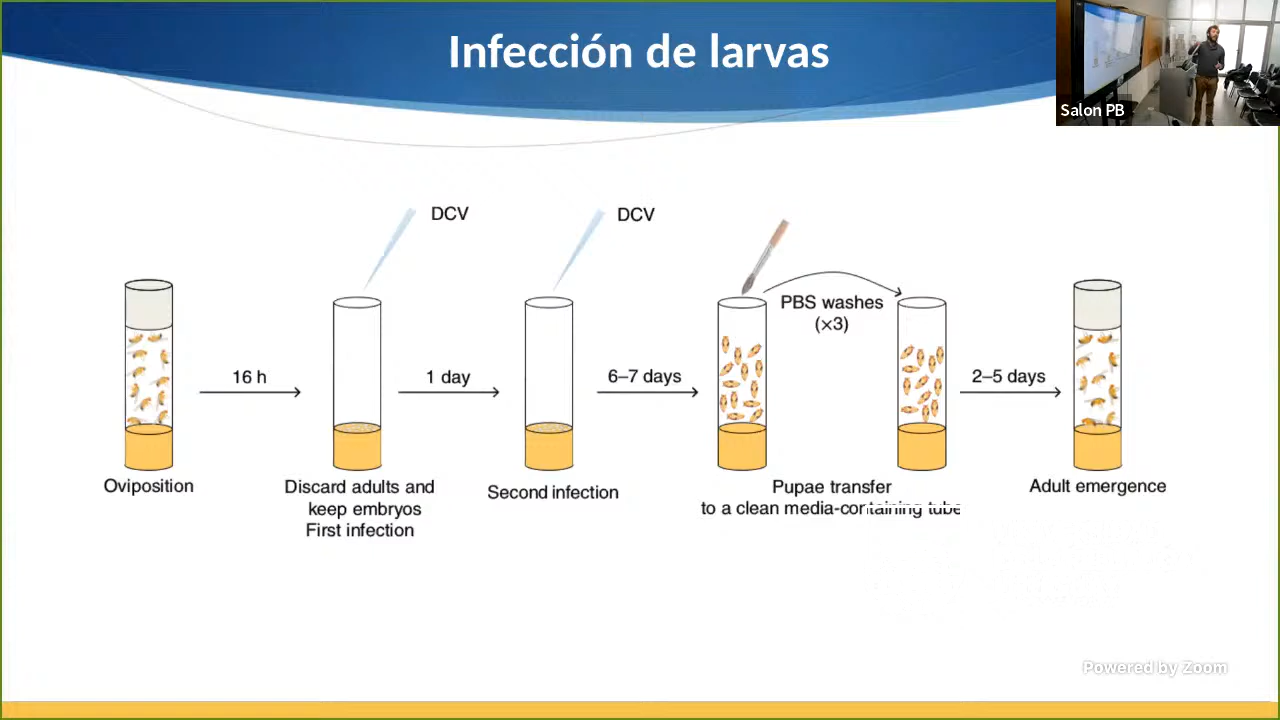 Infección de larvas
Salon PB
DCV
DCV
PBS washes
(×3)
16 h
1 day
6–7 days
2–5 days
Oviposition
Discard adults and
keep embryos
First infection
Second infection
Pupae transfer
to a clean media-containing tube
Adult emergence
Powered by Zoom